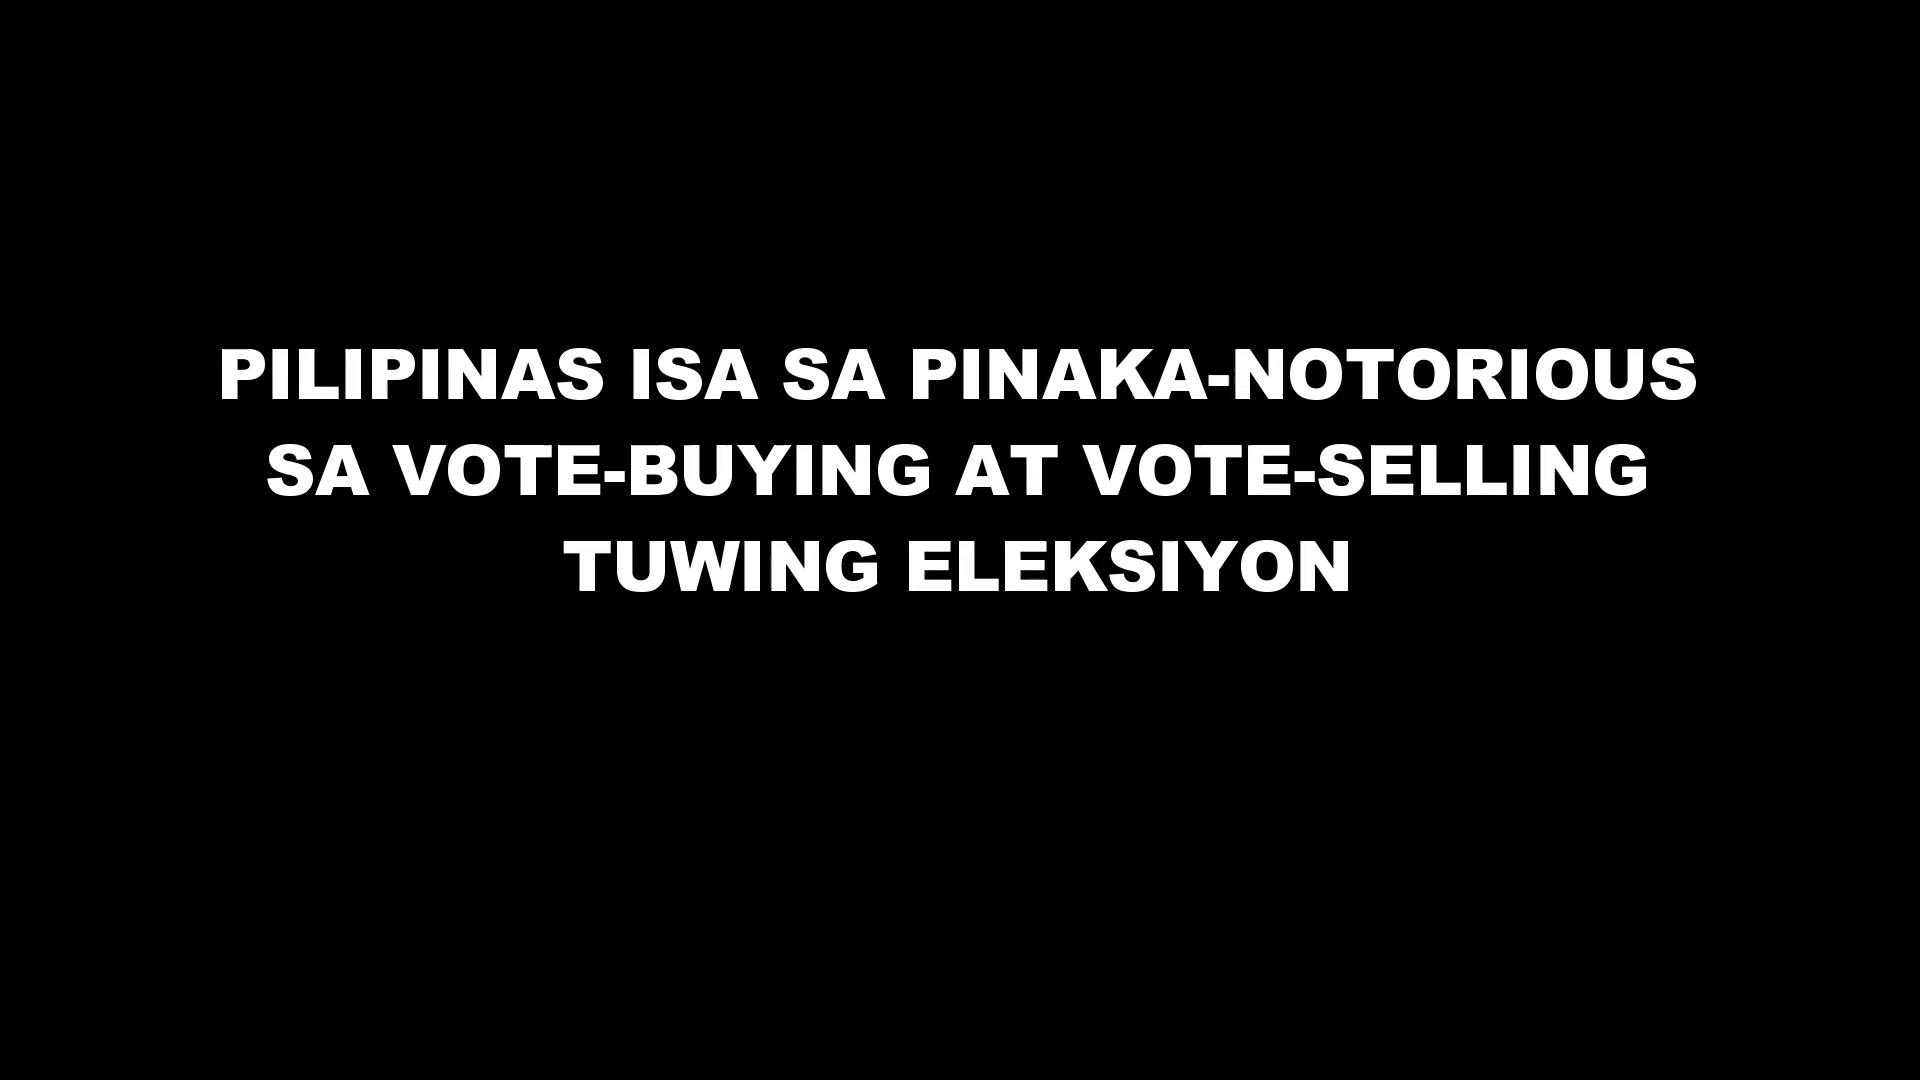 PILIPINAS ISA SA PINAKA-NOTORIOUS
SA VOTE-BUYING AT VOTE-SELLING
TUWING ELEKSIYON